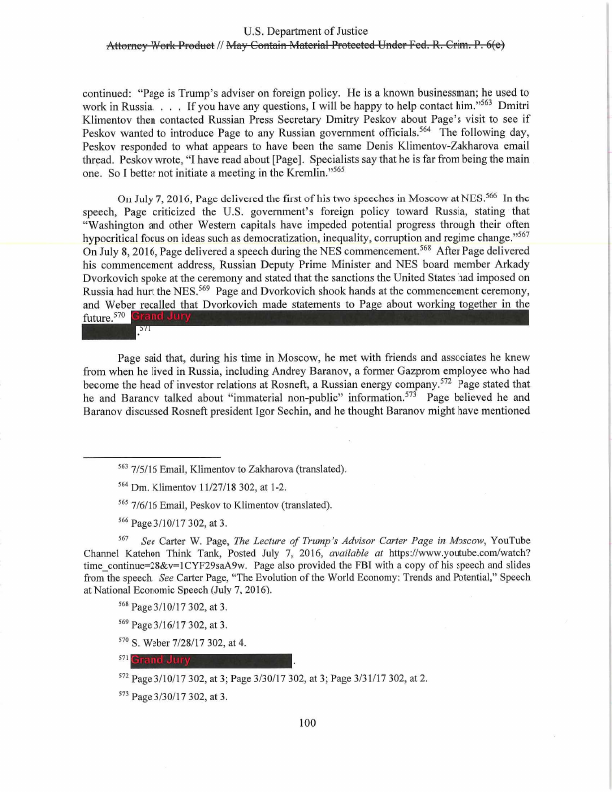 U.S. Department of Justice
Attorney Work Product // May Contain Material Protected Under Fed. R. Crim. P. 6(e)
continued: “Page is Trump’s adviser on foreign policy. He is a known businessman; he used to
work in Russia. . . . If you have any questions, I will be happy to help contact him.”563 Dmitri
Klimentov then contacted Russian Press Secretary Dmitry Peskov about Page’s visit to see if
Peskov wanted to introduce Page to any Russian government officials.564 The following day,
Peskov responded to what appears to have been the same Denis Klimentov-Zakharova email
thread. Peskov wrote, “I have read about [Page]. Specialists say that he is far from being the main
one. So I better not initiate a meeting in the Kremlin.”565
On July 7, 2016, Page delivered the first of his two speeches in Moscow at NES.566 In the
speech, Page criticized the U.S. government’s foreign policy toward Russia, stating that
“Washington and other Western capitals have impeded potential progress through their often
hypocritical focus on ideas such as democratization, inequality, corruption and regime change.”567
On July 8, 2016, Page delivered a speech during the NES commencement.568 After Page delivered
his commencement address, Russian Deputy Prime Minister and NES board member Arkady
Dvorkovich spoke at the ceremony and stated that the sanctions the United States had imposed on
Russia had hurt the NES.569 Page and Dvorkovich shook hands at the commencement ceremony,
and Weber recalled that Dvorkovich made statements to Page about working together in the
future.570 Grand Jury
.571
Page said that, during his time in Moscow, he met with friends and associates he knew
from when he lived in Russia, including Andrey Baranov, a former Gazprom employee who had
become the head of investor relations at Rosneft, a Russian energy company.572 Page stated that
he and Baranov talked about “immaterial non-public” information.573 Page believed he and
Baranov discussed Rosneft president Igor Sechin, and he thought Baranov might have mentioned
563 7/5/16 Email, Klimentov to Zakharova (translated).
564 Dm. Klimentov 11/27/18 302, at 1-2.
565 7/6/16 Email, Peskov to Klimentov (translated).
566 Page 3/10/17 302, at 3.
567 See Carter W. Page, The Lecture of Trump’s Advisor Carter Page in Moscow, YouTube
Channel Katehon Think Tank, Posted July 7, 2016, available at https://www.youtube.com/watch?
time_continue=28&v=1CYF29saA9w. Page also provided the FBI with a copy of his speech and slides
from the speech. See Carter Page, “The Evolution of the World Economy: Trends and Potential,” Speech
at National Economic Speech (July 7, 2016).
568 Page 3/10/17 302, at 3.
569 Page 3/16/17 302, at 3.
570 S. Weber 7/28/17 302, at 4.
571 Grand Jury .
572 Page 3/10/17 302, at 3; Page 3/30/17 302, at 3; Page 3/31/17 302, at 2.
573 Page 3/30/17 302, at 3.
100